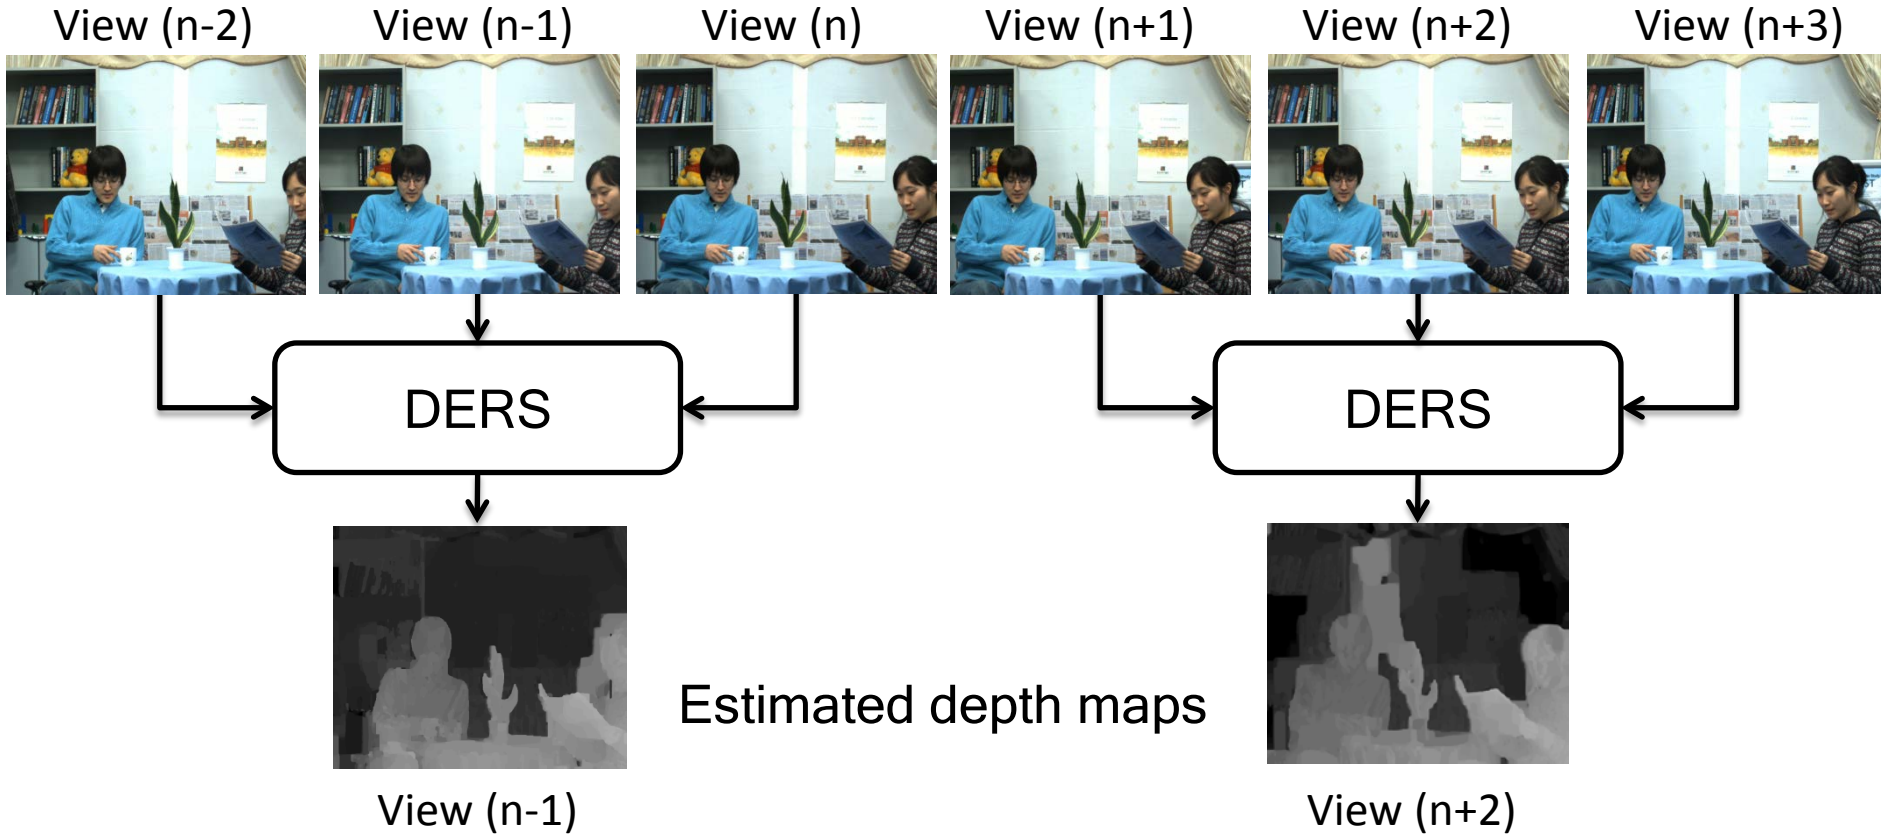 View (n-2)
View (n-1)
View (n)
View (n+1)
View (n+2)
View (n+3)
DERS
DERS
Estimated depth maps
View (n-1)
View (n+2)